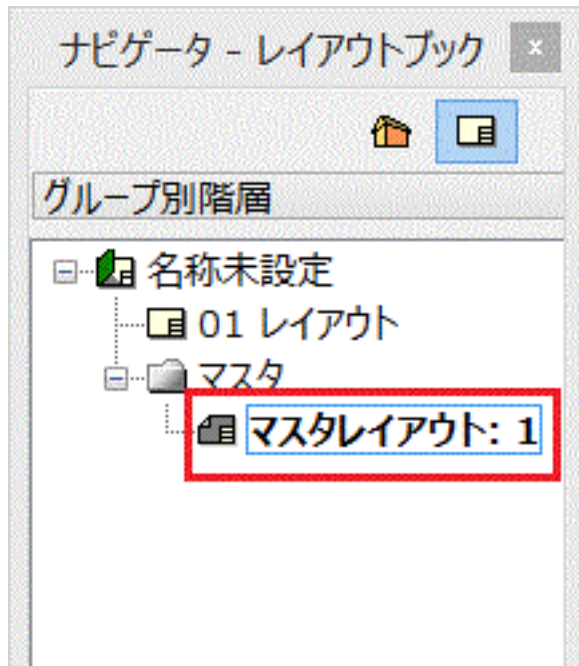 ナビゲータ - レイアウトブック
グループ別階層
名称未設定
01 レイアウト
マスタ
マスタレイアウト: 1